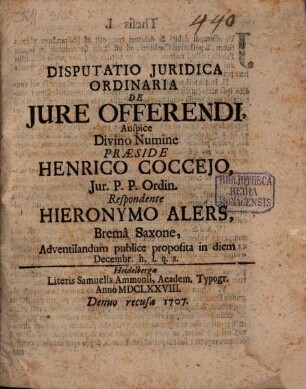 440
DISPUTATIO JURIDICA
ORDINARIA
DE
JURE OFFERENDI,
Auspice
Divino Numine
PRÆSIDE
HENRICO COCCEJO,
Jur. P. P. Ordin.
Respondente
HIERONYMO ALERS,
Bremâ Saxone,
Adventilandum publice proposita in diem
Decembr. h. l. q. s.
BIBLIOTHECA
REGIA
MONACENSIS
Heidelbergæ
Literis Samuelis Ammonii, Academ. Typogr.
Anno MDCLXXVIII.
Denuo recusa 1707.